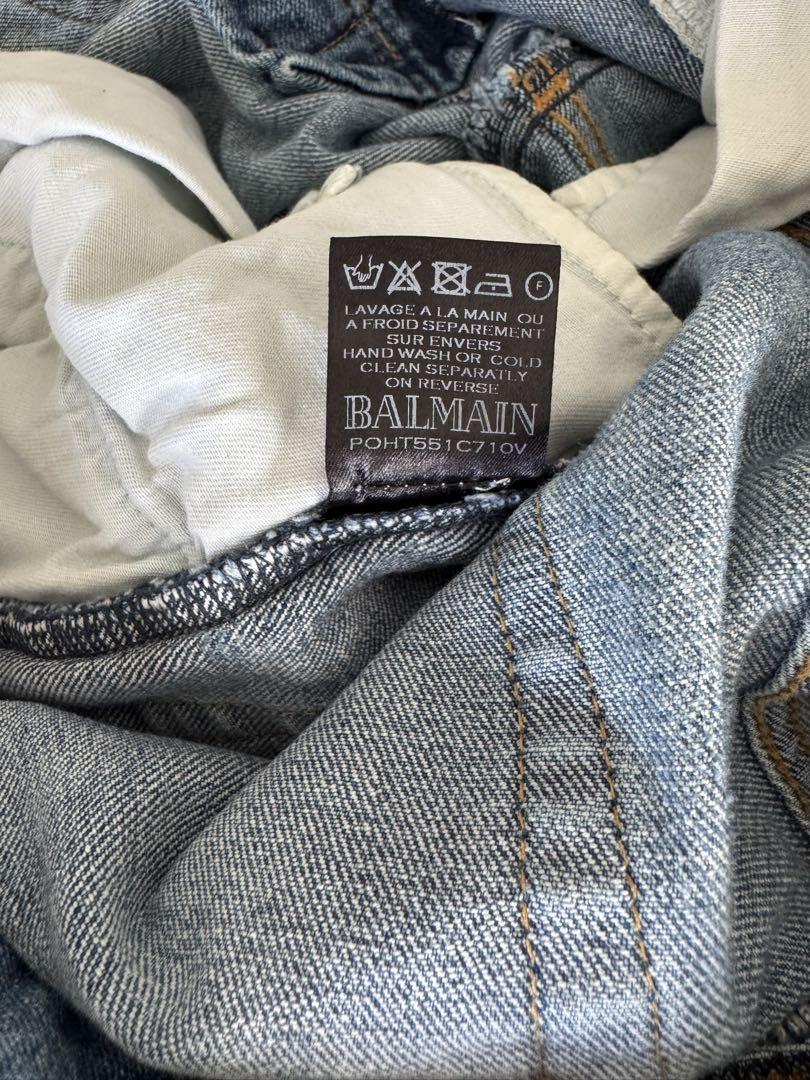 F
LAVAGE A LA MAIN OU
A FROID SEPAREMENT
SUR ENVERS
HAND WASH OR COLD
CLEAN SEPARATLY
ON REVERSE
BALMAIN
POHT551C710V